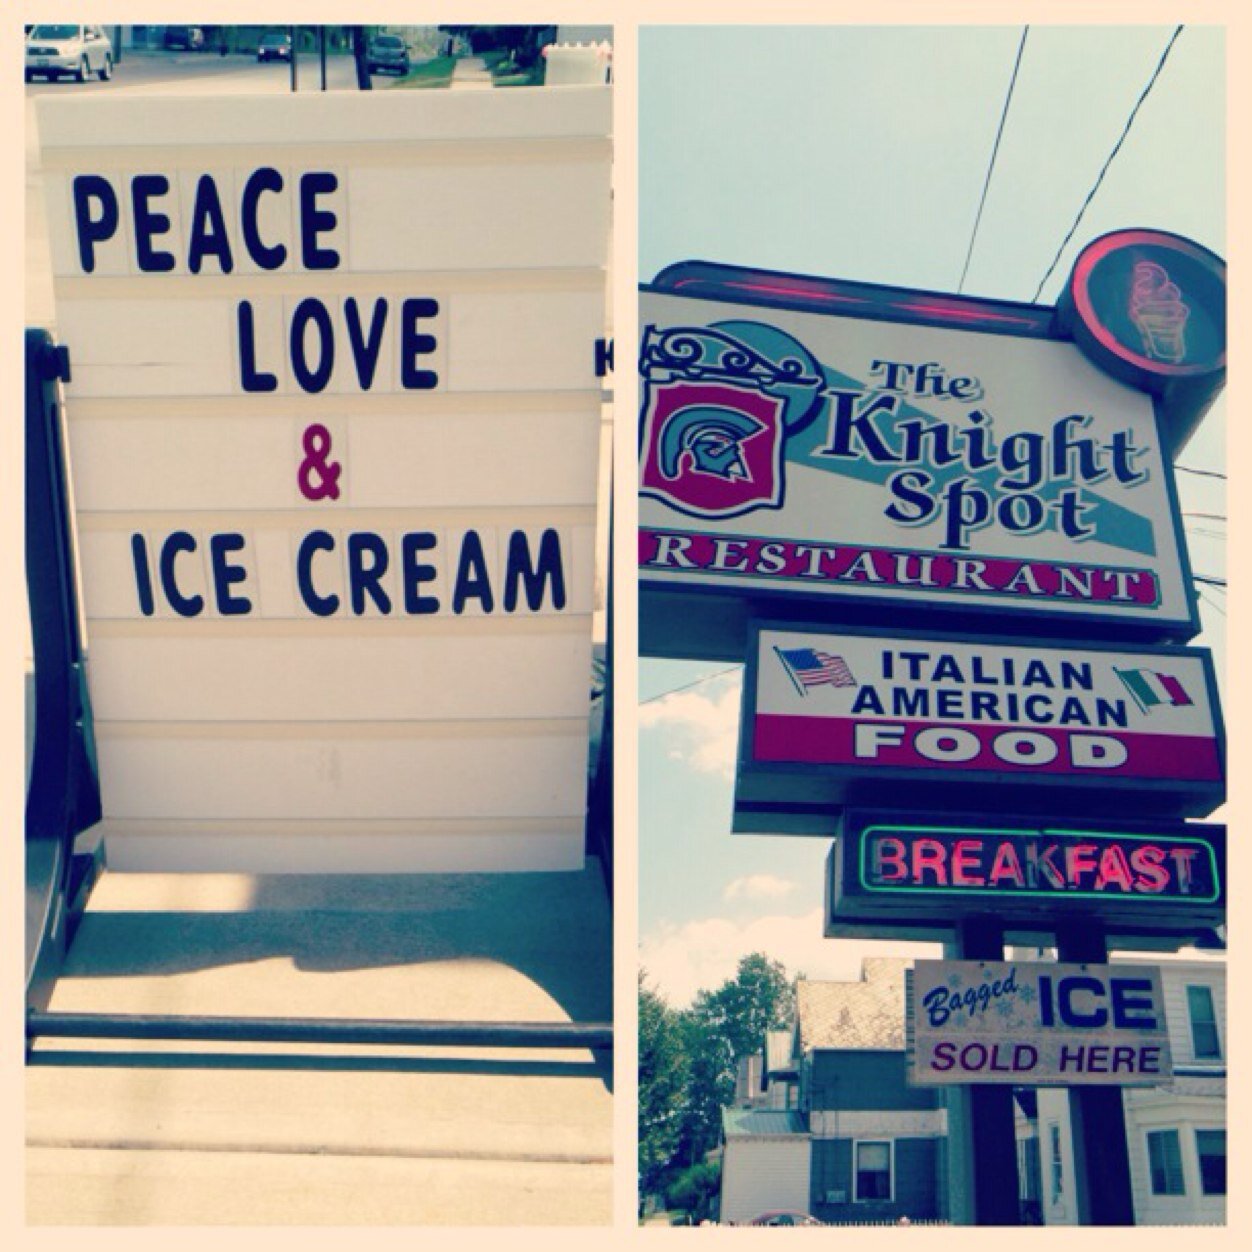 PEACE
LOVE
&
ICE CREAM
The
Knight
Spot
RESTAURANT
ITALIAN
AMERICAN
FOOD
BREAKFAST
Bagged ICE
SOLD HERE